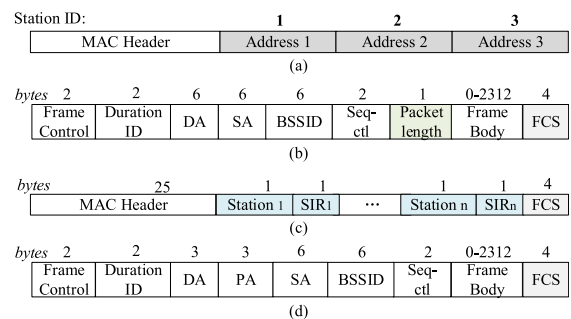 Station ID: 1 2 3
MAC Header Address 1 Address 2 Address 3
(a)
bytes 2 2 6 6 6 2 1 0-2312 4
Frame Control Duration ID DA SA BSSID Seq-ctl Packet length Frame Body FCS
(b)
bytes 25 1 1 1 1 4
MAC Header Station 1 SIR1 ... Station n SIRn FCS
(c)
bytes 2 2 3 3 6 6 2 0-2312 4
Frame Control Duration ID DA PA SA BSSID Seq-ctl Frame Body FCS
(d)